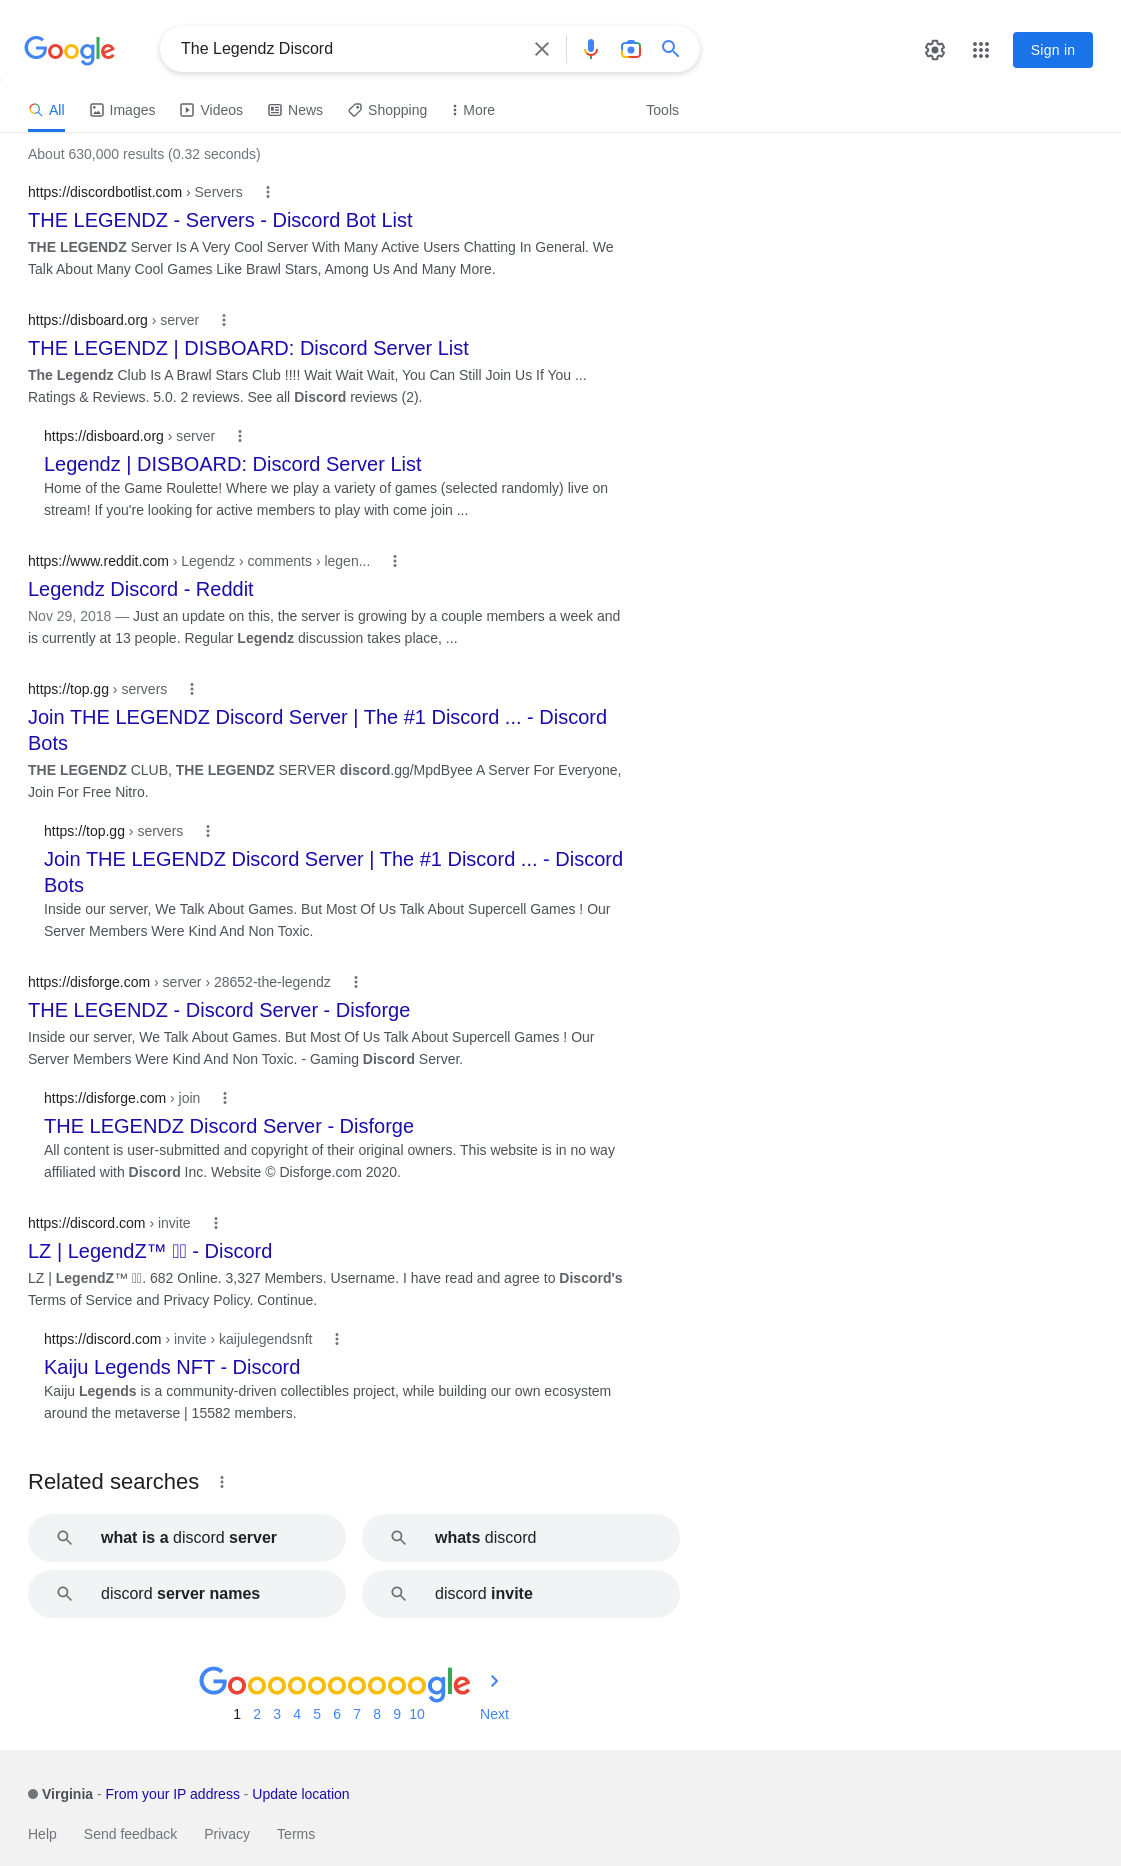 Google
The Legendz Discord
Sign in
All Images Videos News Shopping More Tools
About 630,000 results (0.32 seconds)
https://discordbotlist.com › Servers
THE LEGENDZ - Servers - Discord Bot List
THE LEGENDZ Server Is A Very Cool Server With Many Active Users Chatting In General. We
Talk About Many Cool Games Like Brawl Stars, Among Us And Many More.
https://disboard.org › server
THE LEGENDZ | DISBOARD: Discord Server List
The Legendz Club Is A Brawl Stars Club !!!! Wait Wait Wait, You Can Still Join Us If You ...
Ratings & Reviews. 5.0. 2 reviews. See all Discord reviews (2).
https://disboard.org › server
Legendz | DISBOARD: Discord Server List
Home of the Game Roulette! Where we play a variety of games (selected randomly) live on
stream! If you're looking for active members to play with come join ...
https://www.reddit.com › Legendz › comments › legen...
Legendz Discord - Reddit
Nov 29, 2018 — Just an update on this, the server is growing by a couple members a week and
is currently at 13 people. Regular Legendz discussion takes place, ...
https://top.gg › servers
Join THE LEGENDZ Discord Server | The #1 Discord ... - Discord
Bots
THE LEGENDZ CLUB, THE LEGENDZ SERVER discord.gg/MpdByee A Server For Everyone,
Join For Free Nitro.
https://top.gg › servers
Join THE LEGENDZ Discord Server | The #1 Discord ... - Discord
Bots
Inside our server, We Talk About Games. But Most Of Us Talk About Supercell Games ! Our
Server Members Were Kind And Non Toxic.
https://disforge.com › server › 28652-the-legendz
THE LEGENDZ - Discord Server - Disforge
Inside our server, We Talk About Games. But Most Of Us Talk About Supercell Games ! Our
Server Members Were Kind And Non Toxic. - Gaming Discord Server.
https://disforge.com › join
THE LEGENDZ Discord Server - Disforge
All content is user-submitted and copyright of their original owners. This website is in no way
affiliated with Discord Inc. Website © Disforge.com 2020.
https://discord.com › invite
LZ | LegendZ™ - Discord
LZ | LegendZ™ . 682 Online. 3,327 Members. Username. I have read and agree to Discord's
Terms of Service and Privacy Policy. Continue.
https://discord.com › invite › kaijulegendsnft
Kaiju Legends NFT - Discord
Kaiju Legends is a community-driven collectibles project, while building our own ecosystem
around the metaverse | 15582 members.
Related searches
what is a discord server
whats discord
discord server names
discord invite
Goooooooooogle
1 2 3 4 5 6 7 8 9 10 Next
Virginia - From your IP address - Update location
Help Send feedback Privacy Terms